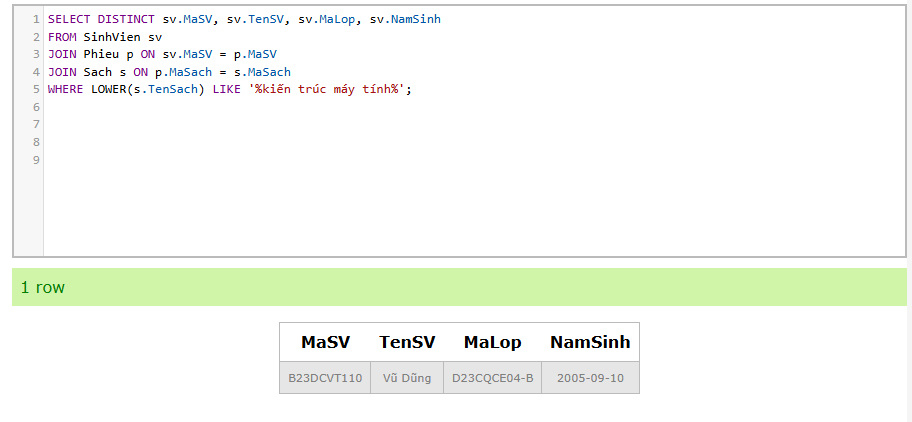 1 SELECT DISTINCT sv.MaSV, sv.TenSV, sv.MaLop, sv.NamSinh
2 FROM SinhVien sv
3 JOIN Phieu p ON sv.MaSV = p.MaSV
4 JOIN Sach s ON p.MaSach = s.MaSach
5 WHERE LOWER(s.TenSach) LIKE '%kiến trúc máy tính%';
6
7
8
9
1 row
MaSV TenSV MaLop NamSinh
B23DCVT110 Vũ Dũng D23CQCE04-B 2005-09-10